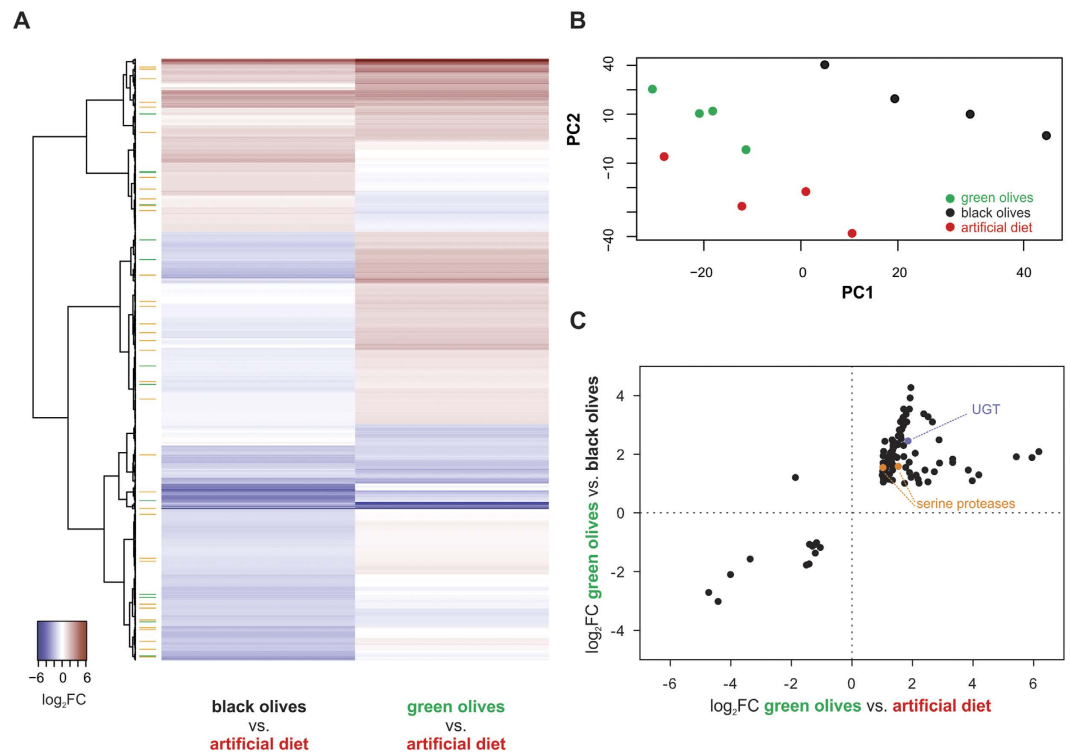 A
-6 0 6
log₂FC
black olives
vs.
artificial diet
green olives
vs.
artificial diet
B
PC2
40
10
−10
−40
green olives
black olives
artificial diet
−20 0 20 40
PC1
C
log₂FC green olives vs. black olives
4
2
0
-2
-4
UGT
serine proteases
-6 -4 -2 0 2 4 6
log₂FC green olives vs. artificial diet